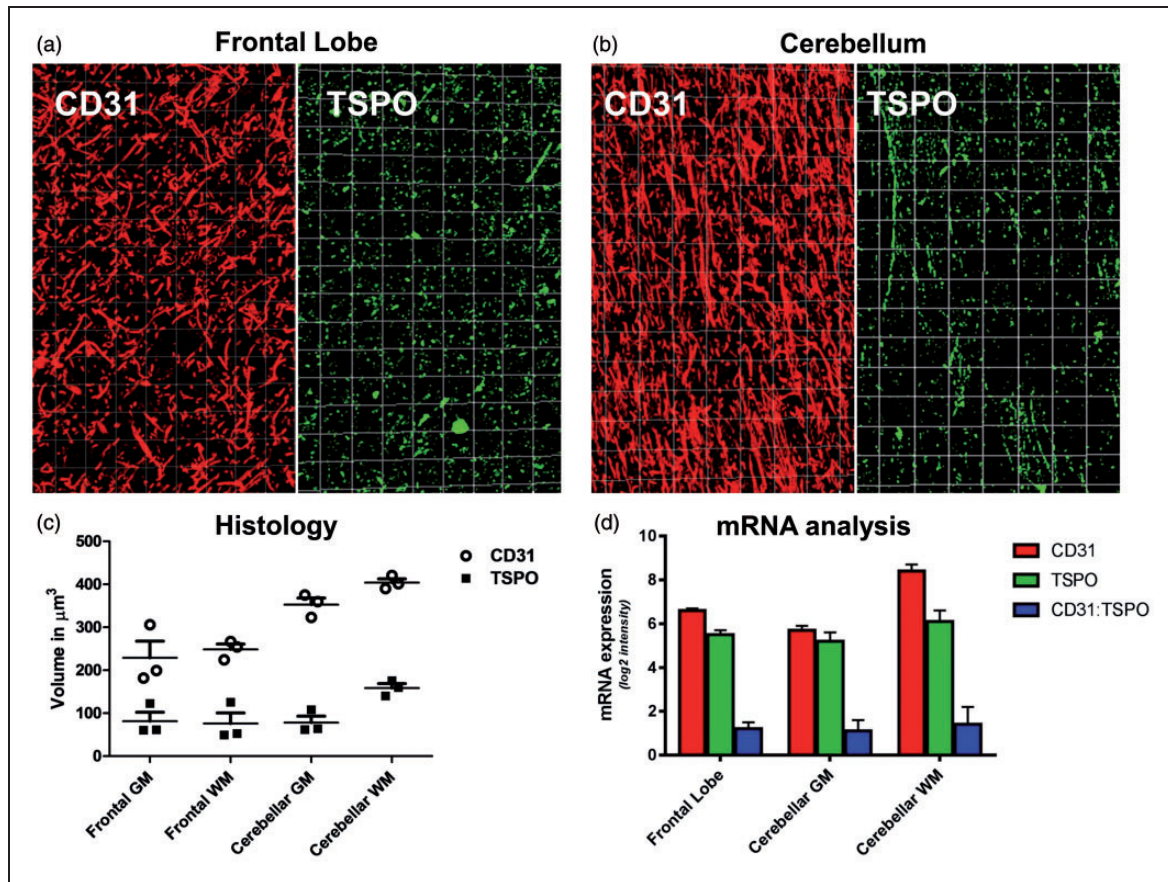 (a)
Frontal Lobe
CD31
TSPO
(b)
Cerebellum
CD31
TSPO
(c)
Histology
Volume in μm³
500
400
300
200
100
0
CD31
TSPO
Frontal GM
Frontal WM
Cerebellar GM
Cerebellar WM
(d)
mRNA analysis
mRNA expression
(log2 intensity)
10
8
6
4
2
0
CD31
TSPO
CD31:TSPO
Frontal Lobe
Cerebellar GM
Cerebellar WM